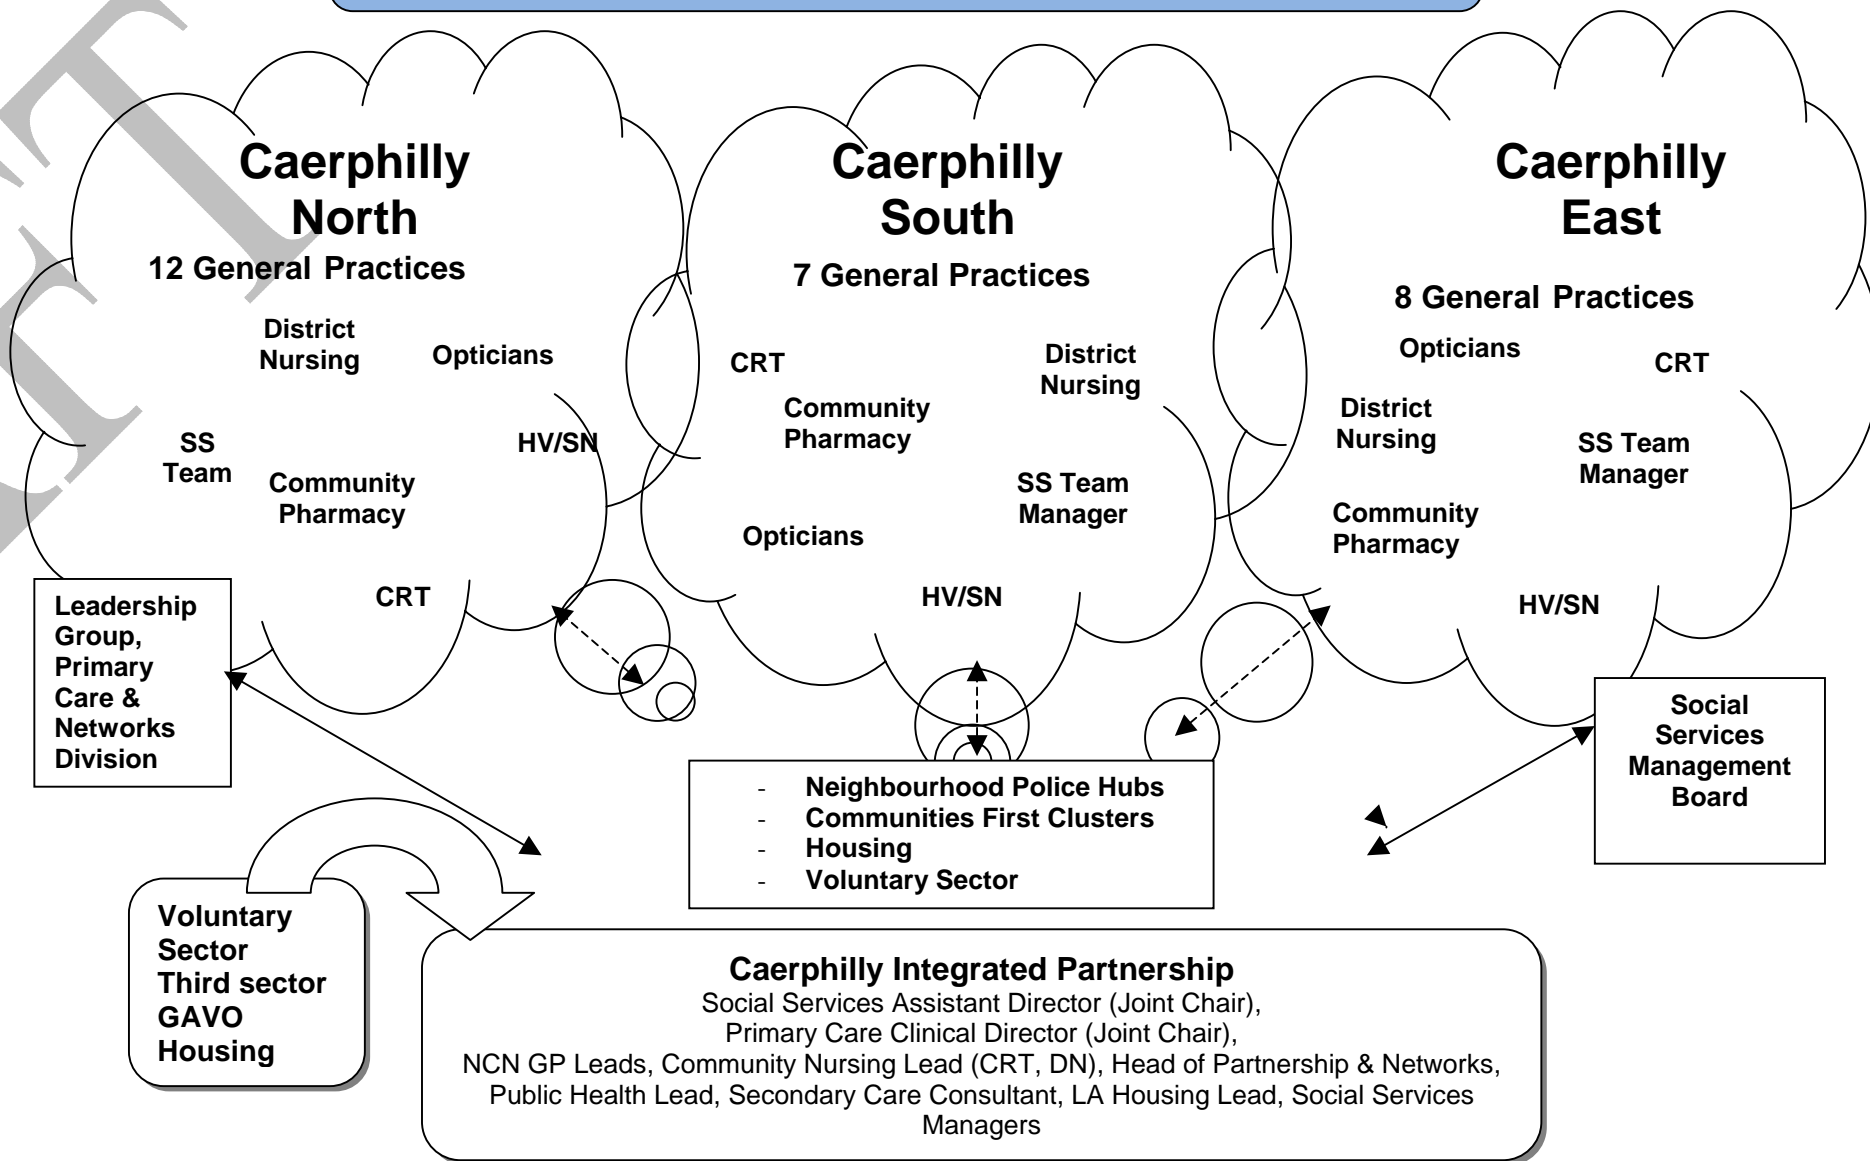 Caerphilly
North
12 General Practices
District
Nursing
Opticians
SS
Team
HV/SN
Community
Pharmacy
CRT
Caerphilly
South
7 General Practices
CRT
District
Nursing
Community
Pharmacy
SS Team
Manager
Opticians
HV/SN
Caerphilly
East
8 General Practices
Opticians
CRT
District
Nursing
SS Team
Manager
Community
Pharmacy
HV/SN
Leadership
Group,
Primary
Care &
Networks
Division
- Neighbourhood Police Hubs
- Communities First Clusters
- Housing
- Voluntary Sector
Social
Services
Management
Board
Voluntary
Sector
Third sector
GAVO
Housing
Caerphilly Integrated Partnership
Social Services Assistant Director (Joint Chair),
Primary Care Clinical Director (Joint Chair),
NCN GP Leads, Community Nursing Lead (CRT, DN), Head of Partnership & Networks,
Public Health Lead, Secondary Care Consultant, LA Housing Lead, Social Services
Managers